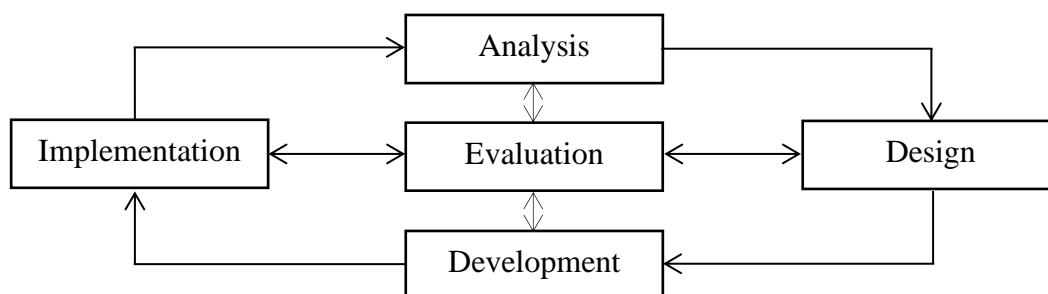 Analysis
Implementation
Evaluation
Design
Development